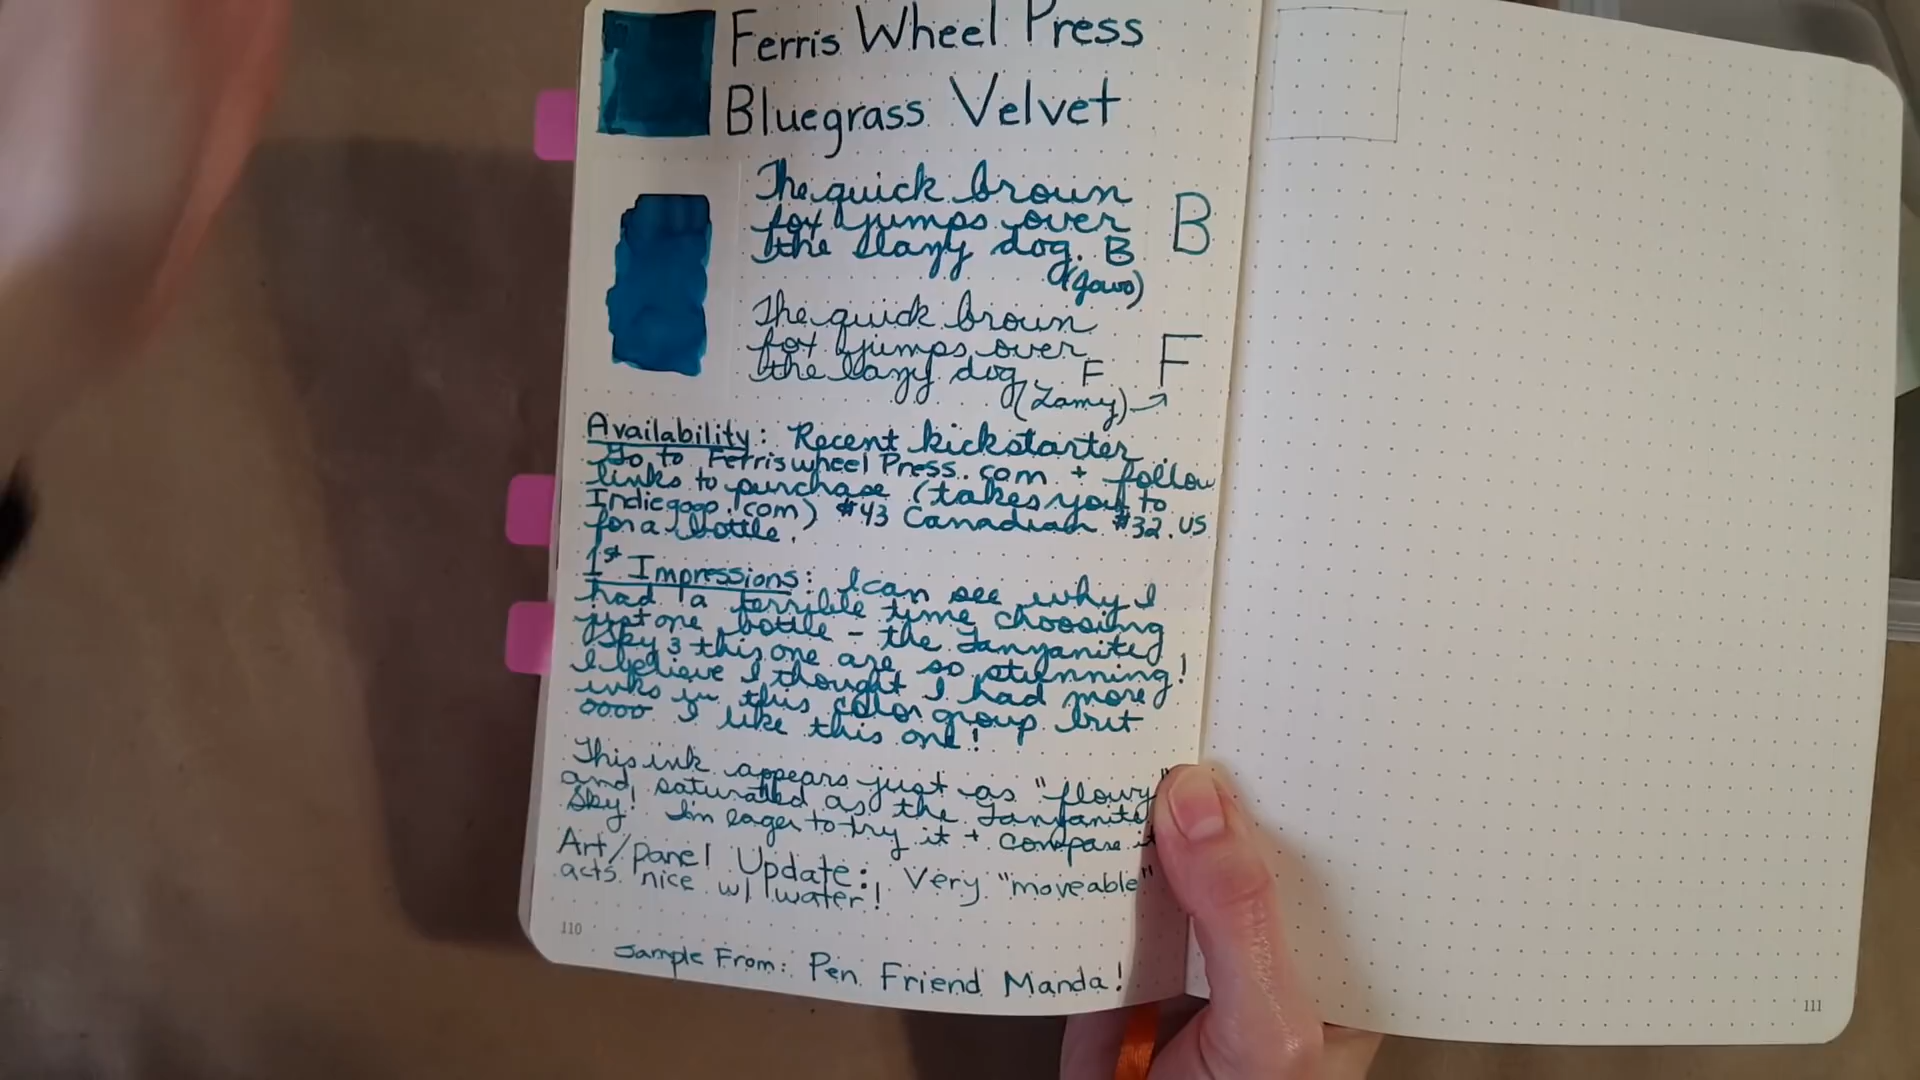 Ferris Wheel Press
Bluegrass Velvet
The quick brown
fox jumps over
the lazy dog. B
(Jowo)
B
The quick brown
fox jumps over
the lazy dog F
(Lamy)→
F
Availability: Recent kickstarter.
Go to FerriswheelPress.com + follow
links to purchase (takes you to
Indiegogo.com) $43 Canadian $32. US
for a bottle.
1st Impressions: I can see why I
had a terrible time choosing
just one bottle - the Tanzanite
Sky & this one are so stunning!
I believe I thought I had more
inks in this color group but
oooo I like this one!
This ink appears just as "flowy"
and saturated as the Tanzanite
Sky! I'm eager to try it + compare it
Art/panel Update: Very "moveable"
acts nice w/ water!
110
Sample From: Pen Friend Manda!
111